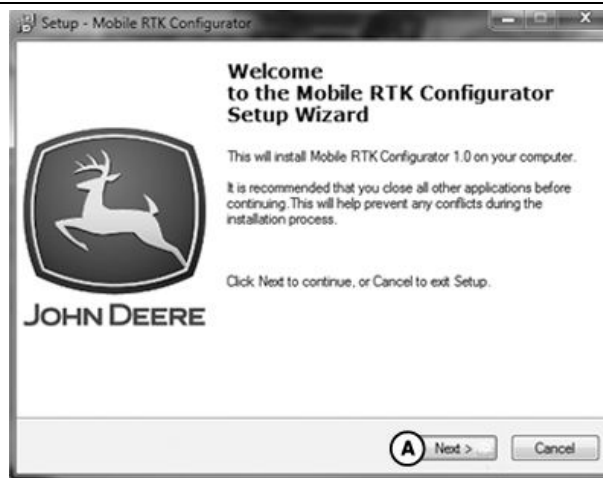 Setup - Mobile RTK Configurator
Welcome
to the Mobile RTK Configurator
Setup Wizard
This will install Mobile RTK Configurator 1.0 on your computer.
It is recommended that you close all other applications before
continuing.This will help prevent any conflicts during the
installation process.
Click Next to continue, or Cancel to exit Setup.
JOHN DEERE
A Next > Cancel